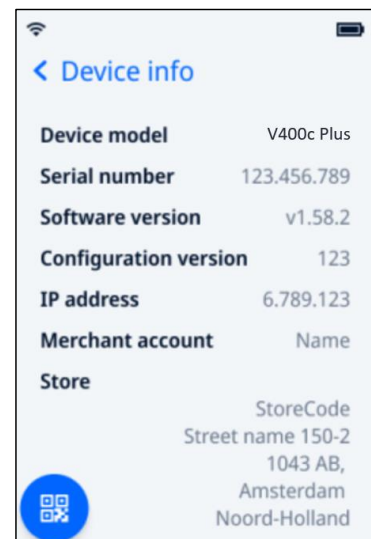 Device info
Device model V400c Plus
Serial number 123.456.789
Software version v1.58.2
Configuration version 123
IP address 6.789.123
Merchant account Name
Store
StoreCode
Street name 150-2
1043 AB,
Amsterdam
Noord-Holland